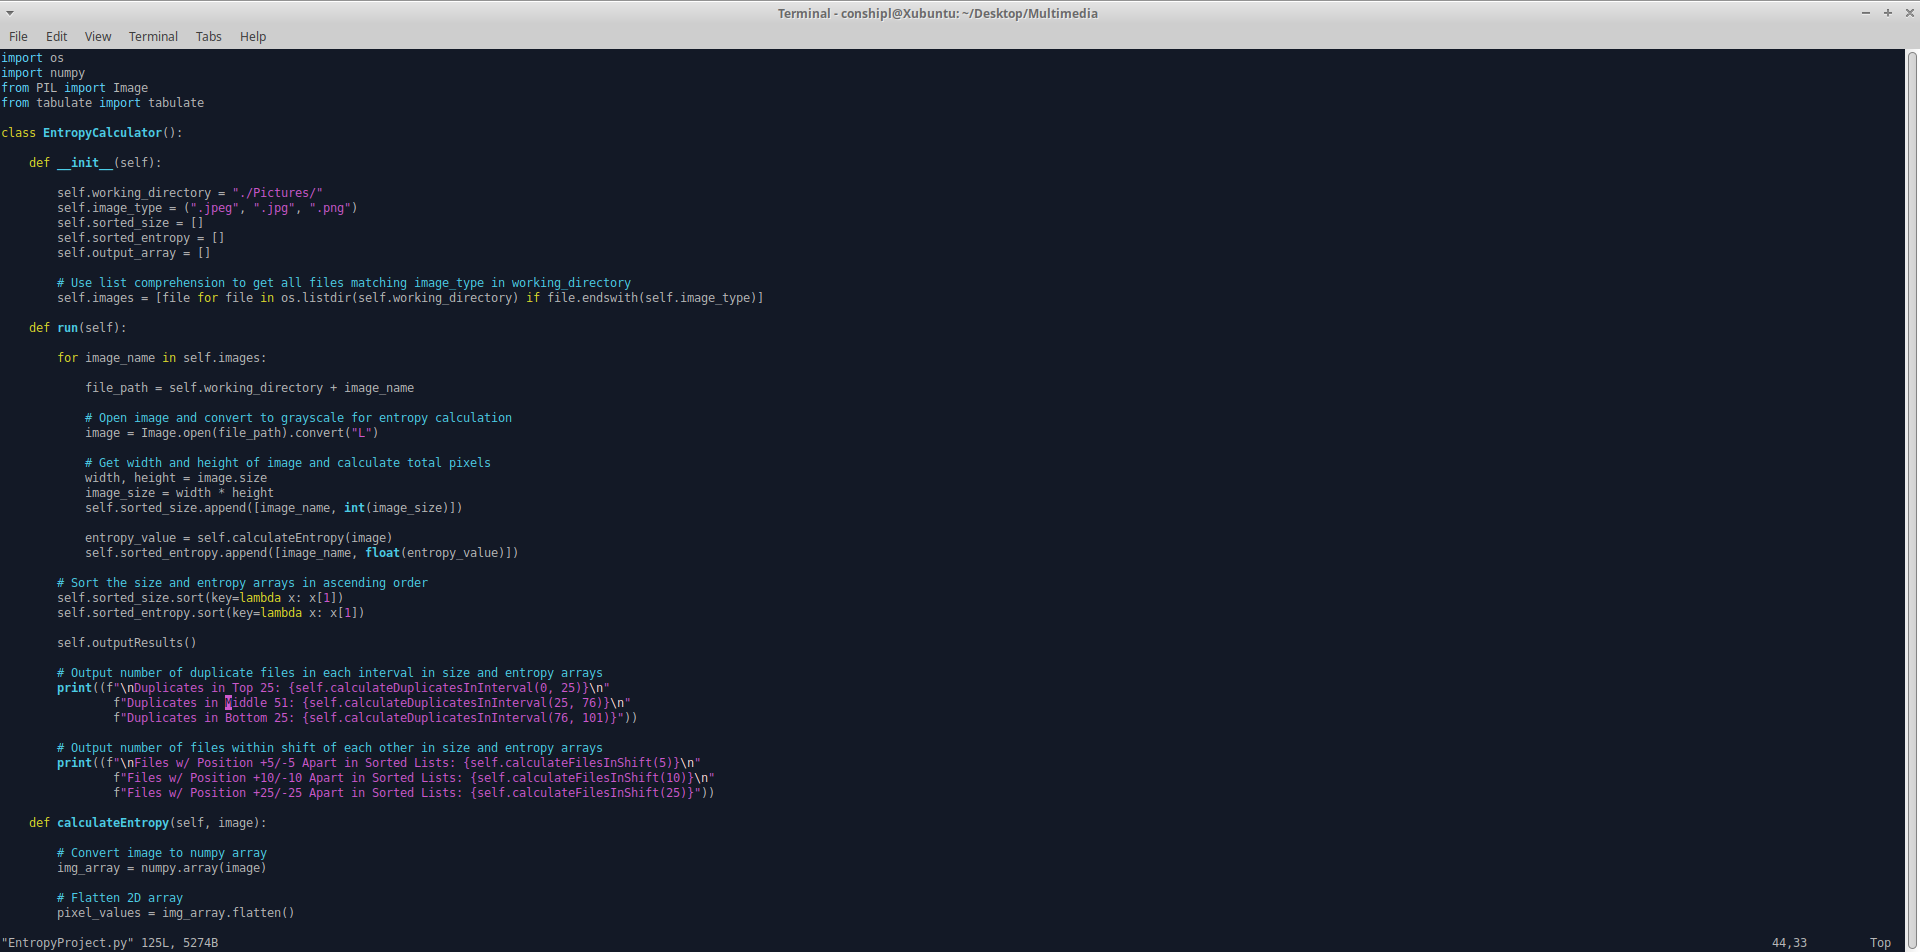 Terminal - conshipl@Xubuntu: ~/Desktop/Multimedia
File Edit View Terminal Tabs Help
import os
import numpy
from PIL import Image
from tabulate import tabulate

class EntropyCalculator():

    def __init__(self):

        self.working_directory = "./Pictures/"
        self.image_type = (".jpeg", ".jpg", ".png")
        self.sorted_size = []
        self.sorted_entropy = []
        self.output_array = []

        # Use list comprehension to get all files matching image_type in working_directory
        self.images = [file for file in os.listdir(self.working_directory) if file.endswith(self.image_type)]

    def run(self):

        for image_name in self.images:

            file_path = self.working_directory + image_name

            # Open image and convert to grayscale for entropy calculation
            image = Image.open(file_path).convert("L")

            # Get width and height of image and calculate total pixels
            width, height = image.size
            image_size = width * height
            self.sorted_size.append([image_name, int(image_size)])

            entropy_value = self.calculateEntropy(image)
            self.sorted_entropy.append([image_name, float(entropy_value)])

        # Sort the size and entropy arrays in ascending order
        self.sorted_size.sort(key=lambda x: x[1])
        self.sorted_entropy.sort(key=lambda x: x[1])

        self.outputResults()

        # Output number of duplicate files in each interval in size and entropy arrays
        print((f"\nDuplicates in Top 25: {self.calculateDuplicatesInInterval(0, 25)}\n"
                f"Duplicates in Middle 51: {self.calculateDuplicatesInInterval(25, 76)}\n"
                f"Duplicates in Bottom 25: {self.calculateDuplicatesInInterval(76, 101)}"))

        # Output number of files within shift of each other in size and entropy arrays
        print((f"\nFiles w/ Position +5/-5 Apart in Sorted Lists: {self.calculateFilesInShift(5)}\n"
                f"Files w/ Position +10/-10 Apart in Sorted Lists: {self.calculateFilesInShift(10)}\n"
                f"Files w/ Position +25/-25 Apart in Sorted Lists: {self.calculateFilesInShift(25)}"))

    def calculateEntropy(self, image):

        # Convert image to numpy array
        img_array = numpy.array(image)

        # Flatten 2D array
        pixel_values = img_array.flatten()

"EntropyProject.py" 125L, 5274B 44,33 Top